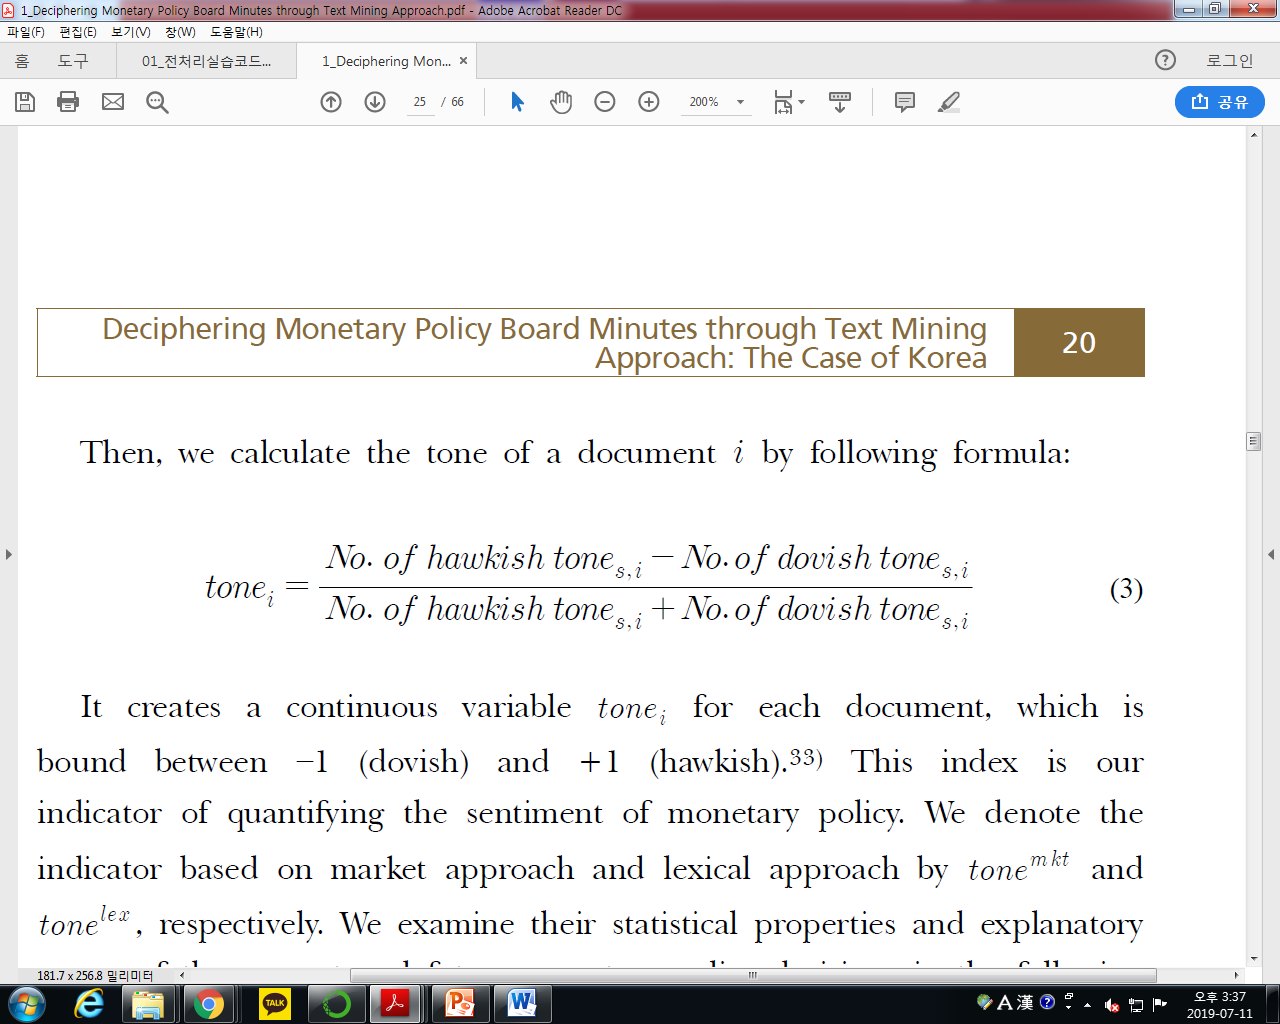 1_Deciphering Monetary Policy Board Minutes through Text Mining Approach.pdf - Adobe Acrobat Reader DC
파일(F) 편집(E) 보기(V) 창(W) 도움말(H)
홈 도구 01_전처리실습코드... 1_Deciphering Mon... × ? 로그인
25 / 66 200% 공유
Deciphering Monetary Policy Board Minutes through Text Mining
Approach: The Case of Korea
20
Then, we calculate the tone of a document i by following formula:
No. of hawkish tone_{s,i} − No. of dovish tone_{s,i}
tone_i = (3)
No. of hawkish tone_{s,i} + No. of dovish tone_{s,i}
It creates a continuous variable tone_i for each document, which is
bound between −1 (dovish) and +1 (hawkish).33) This index is our
indicator of quantifying the sentiment of monetary policy. We denote the
indicator based on market approach and lexical approach by tone^{mkt} and
tone^{lex}, respectively. We examine their statistical properties and explanatory
181.7 x 256.8 밀리미터
TALK
A 漢
오후 3:37
2019-07-11